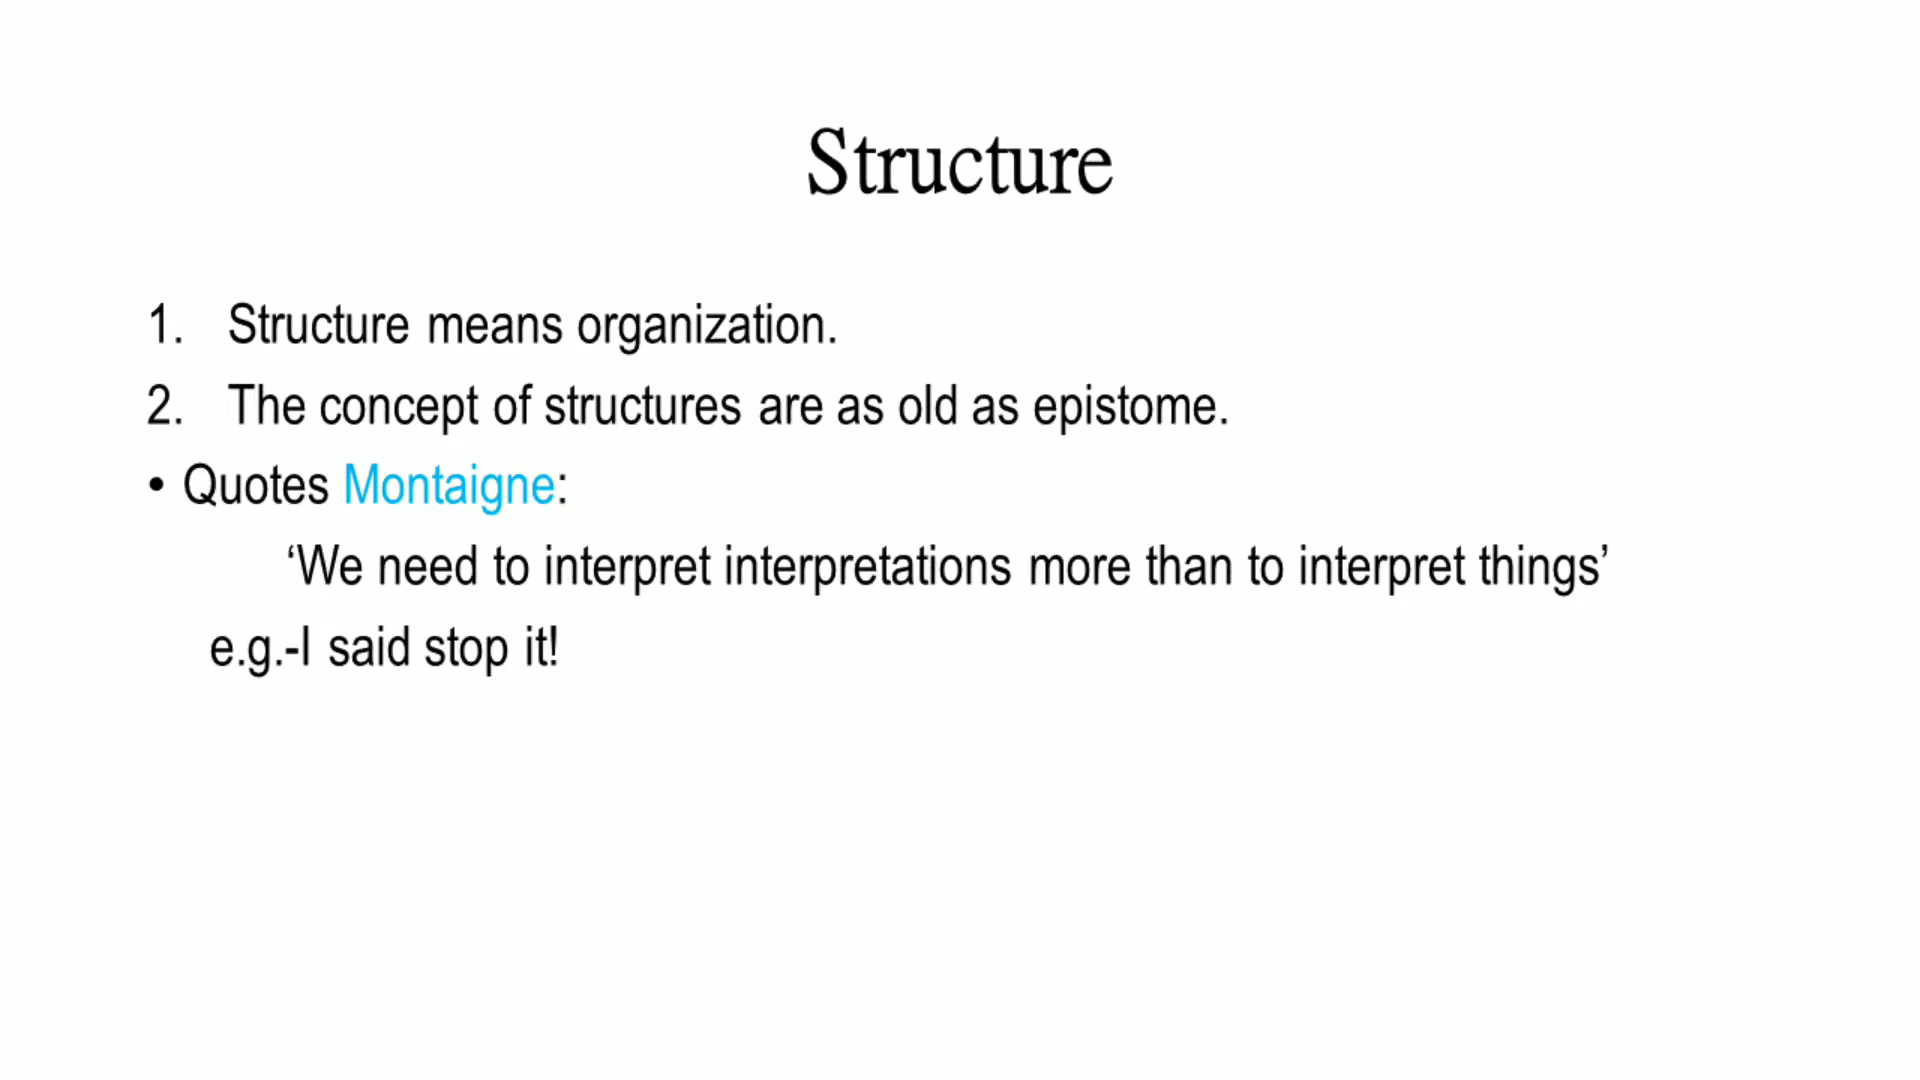 Structure
1. Structure means organization.
2. The concept of structures are as old as epistome.
• Quotes Montaigne:
‘We need to interpret interpretations more than to interpret things’
e.g.-I said stop it!